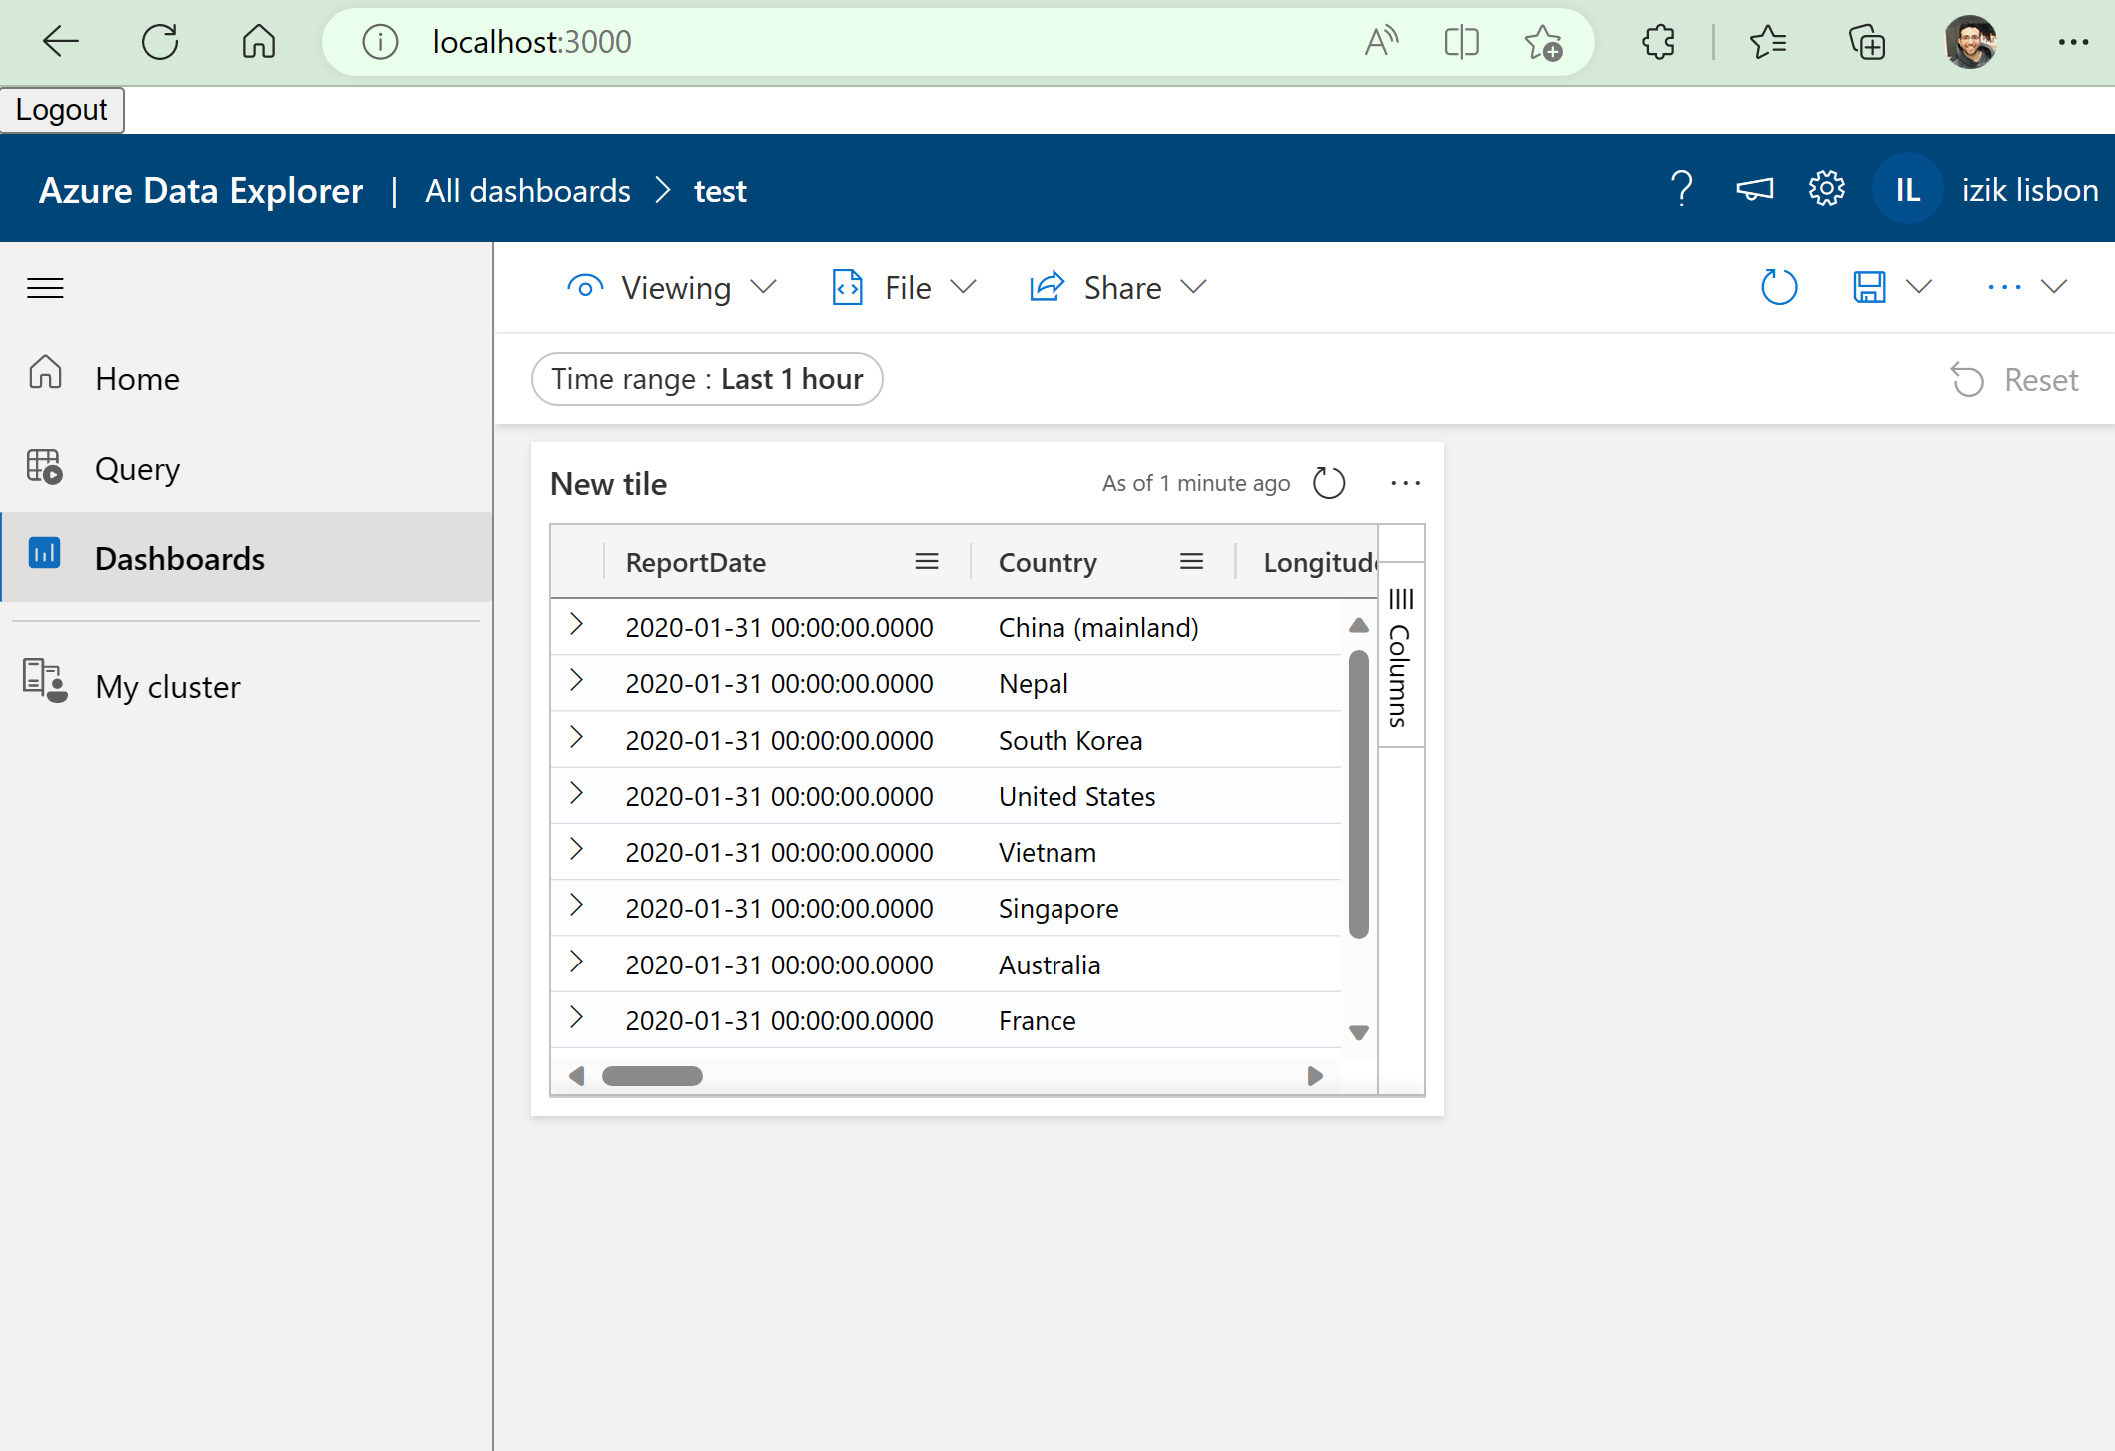 localhost:3000
Logout
Azure Data Explorer | All dashboards > test
IL izik lisbon
Viewing File Share
Home
Time range : Last 1 hour
Reset
Query
New tile As of 1 minute ago
Dashboards
ReportDate Country Longitude
2020-01-31 00:00:00.0000 China (mainland)
Columns
My cluster
2020-01-31 00:00:00.0000 Nepal
2020-01-31 00:00:00.0000 South Korea
2020-01-31 00:00:00.0000 United States
2020-01-31 00:00:00.0000 Vietnam
2020-01-31 00:00:00.0000 Singapore
2020-01-31 00:00:00.0000 Australia
2020-01-31 00:00:00.0000 France